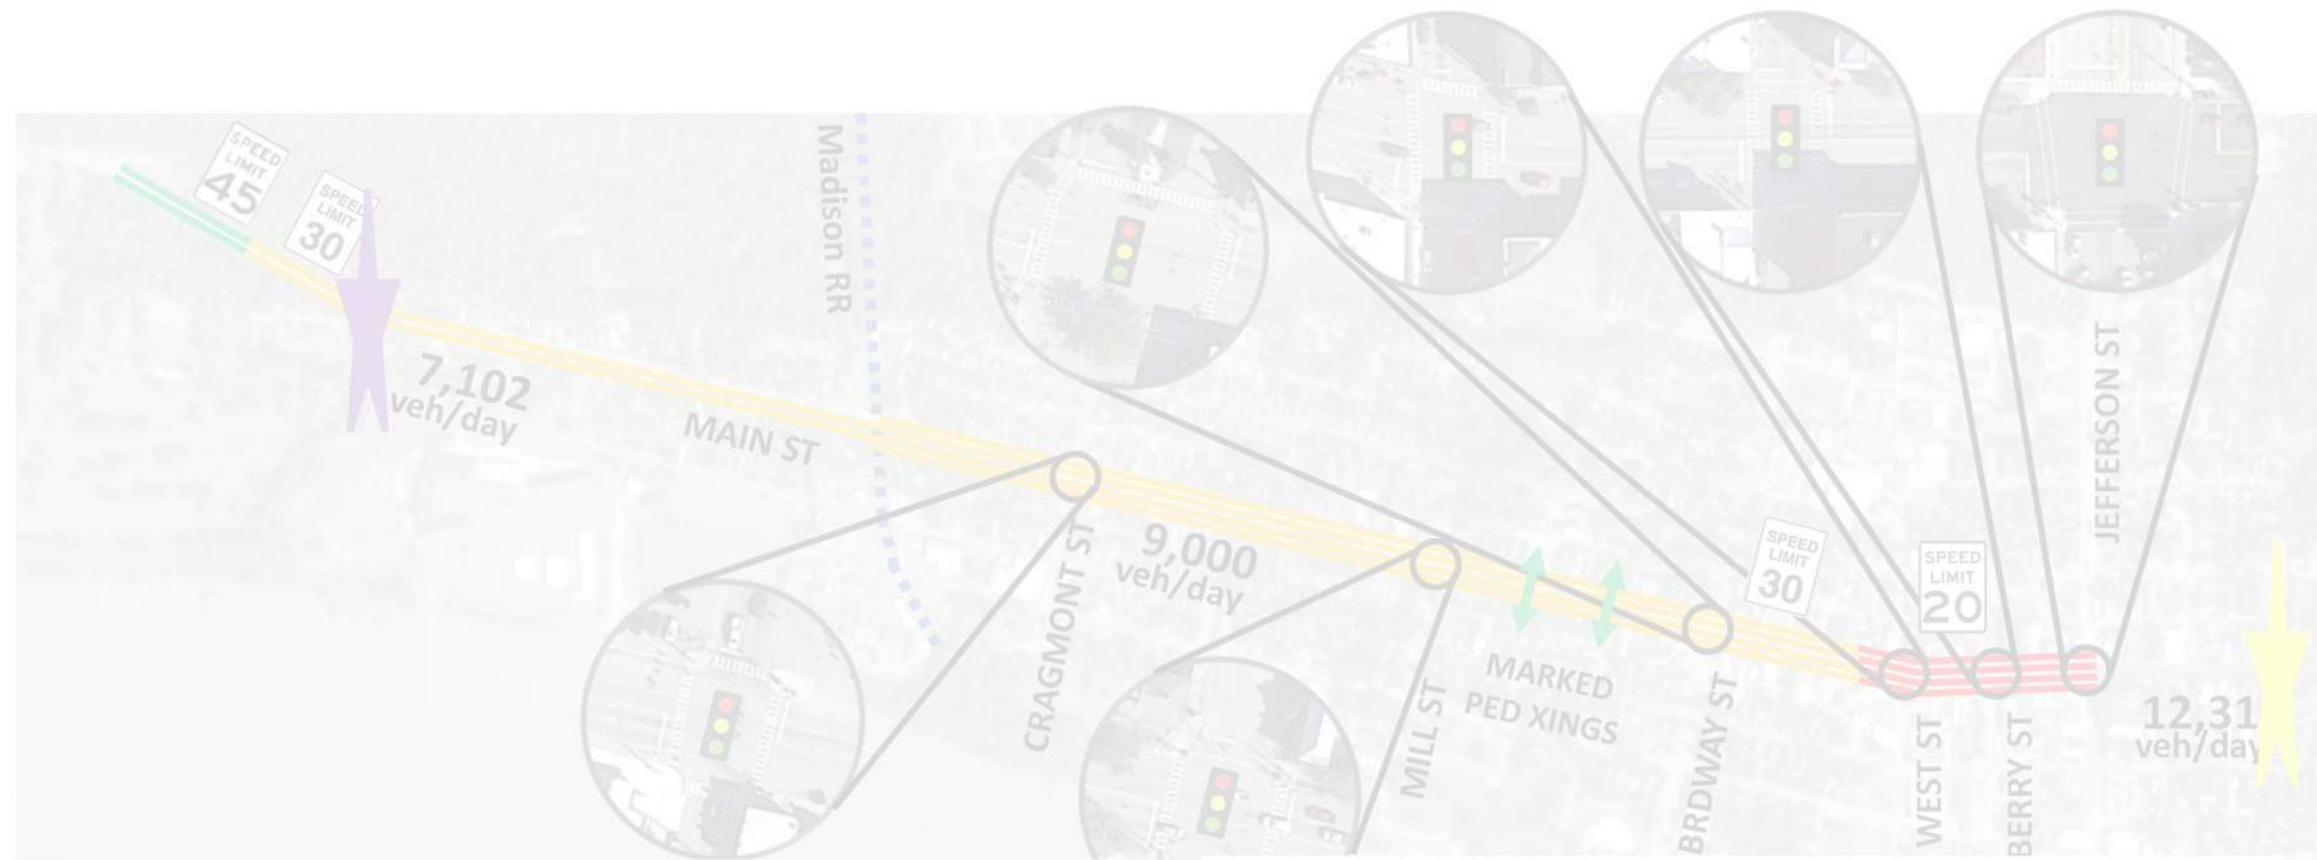 SPEED
LIMIT
45
SPEED
LIMIT
30
Madison RR
7,102
veh/day
MAIN ST
CRAGMONT ST
9,000
veh/day
MILL ST
MARKED
PED XINGS
BRDWAY ST
SPEED
LIMIT
30
SPEED
LIMIT
20
WEST ST
BERRY ST
JEFFERSON ST
12,31
veh/day